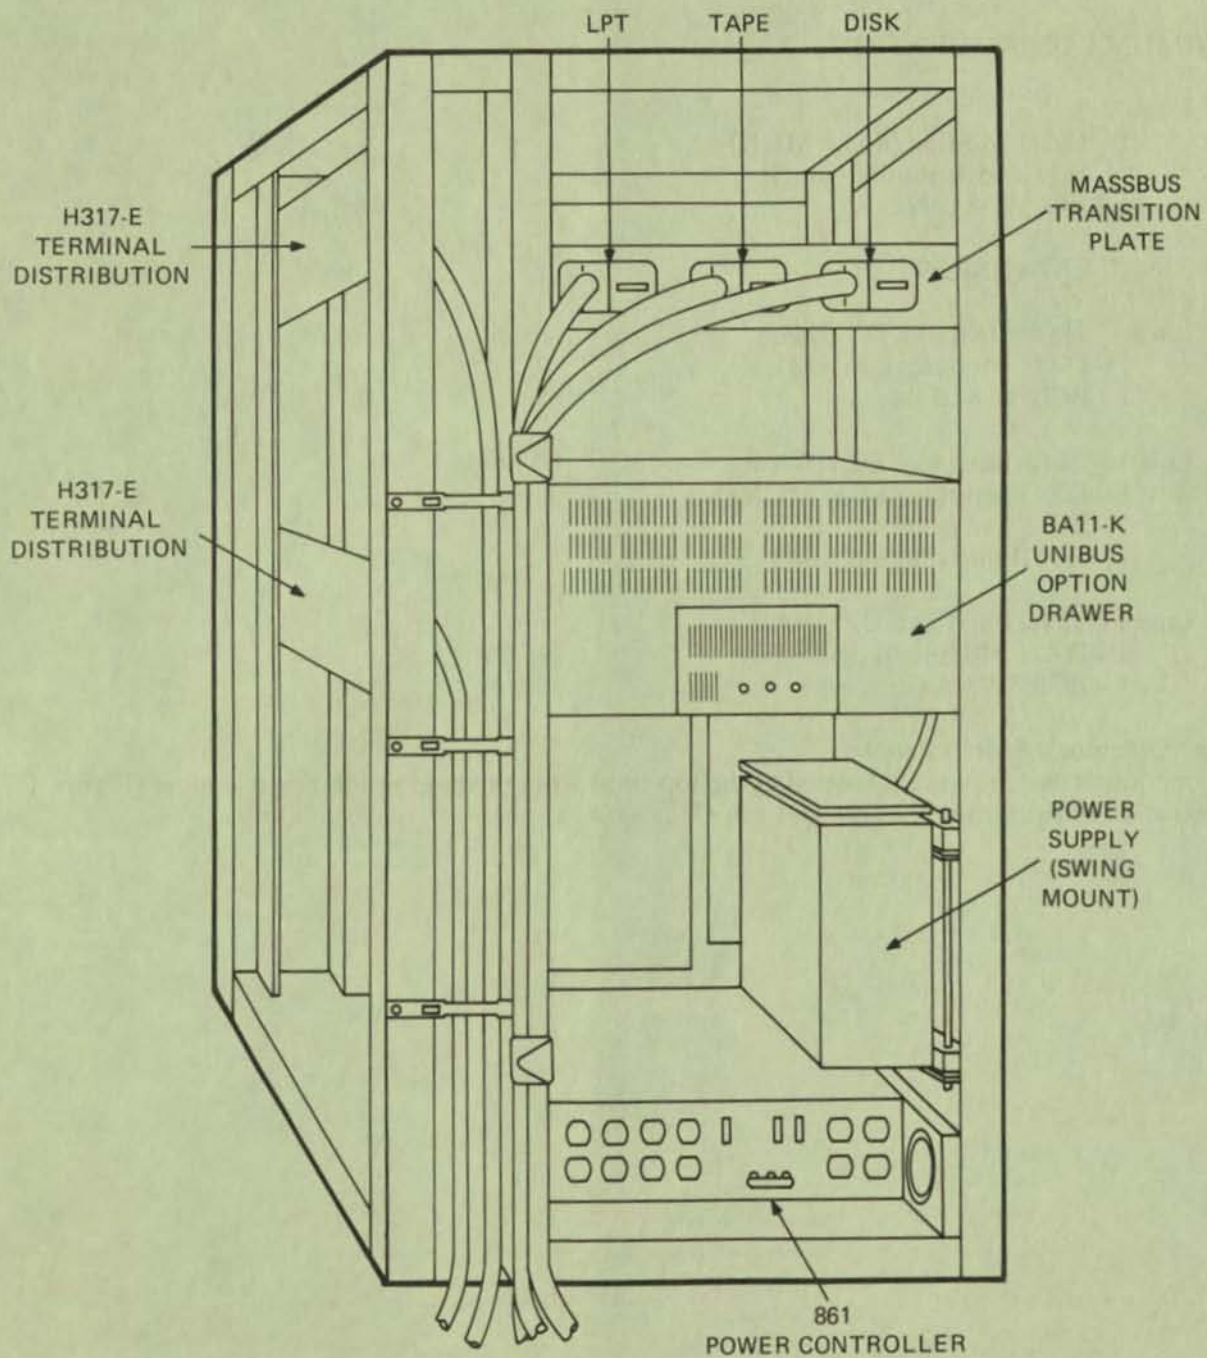 LPT TAPE DISK
MASSBUS
TRANSITION
PLATE
H317-E
TERMINAL
DISTRIBUTION
H317-E
TERMINAL
DISTRIBUTION
BA11-K
UNIBUS
OPTION
DRAWER
POWER
SUPPLY
(SWING
MOUNT)
861
POWER CONTROLLER